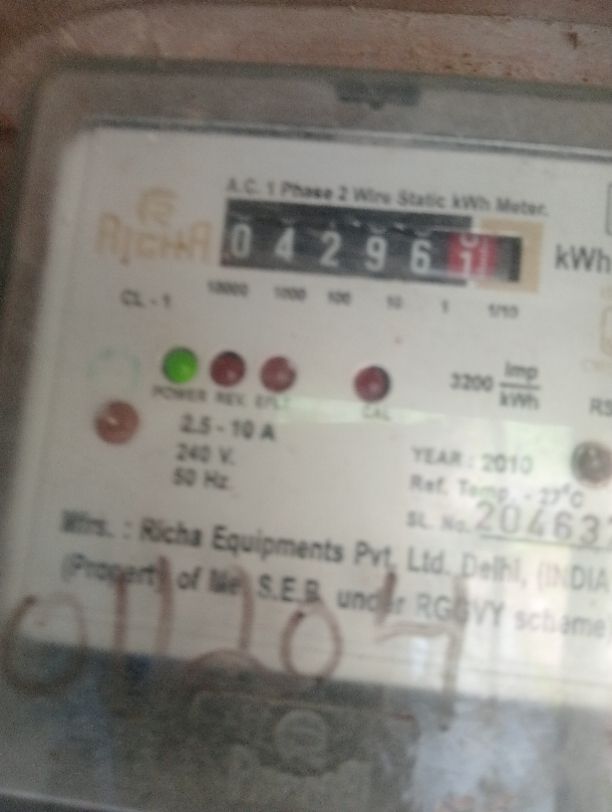 A.C. 1 Phase 2 Wire Static kWh Meter.
RICHA
0 4 2 9 6 1
kWh
10000 1000 100 10 1 1/10
CL - 1
POWER REV. CAL
3200 Imp/kWh
2.5 - 10 A
240 V.
50 Hz.
YEAR : 2010
Ref. Temp. - 27°C
SL. No. 20463
Mfrs. : Richa Equipments Pvt. Ltd. Delhi, (INDIA
(Property of S.E.B. under RGGVY scheme
011204